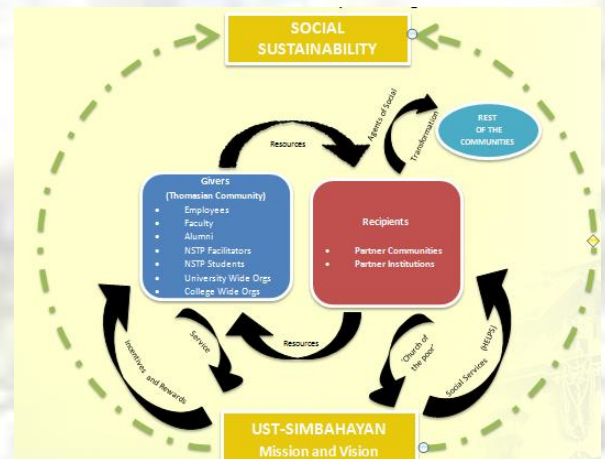 SOCIAL
SUSTAINABILITY
Agents of Social
Transformation
REST
OF THE
COMMUNITIES
Resources
Givers
(Thomasian Community)
• Employees
• Faculty
• Alumni
• NSTP Facilitators
• NSTP Students
• University Wide Orgs
• College Wide Orgs
Recipients
• Partner Communities
• Partner Institutions
Resources
Incentives and Rewards
Service
'Church of
the poor'
Social Services (HELPS)
UST-SIMBAHAYAN
Mission and Vision